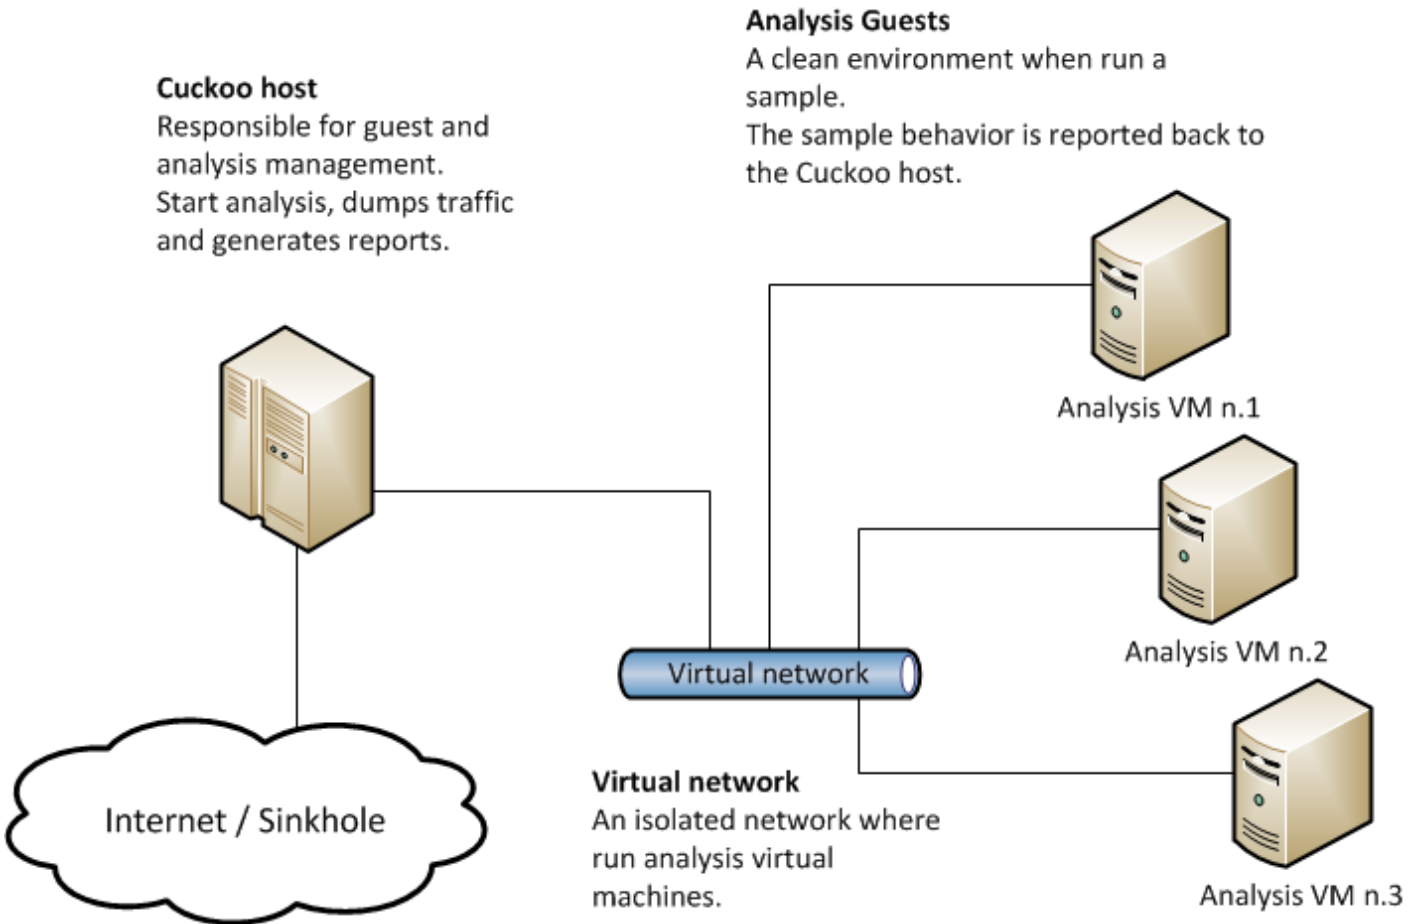 Analysis Guests
A clean environment when run a
sample.
The sample behavior is reported back to
the Cuckoo host.
Cuckoo host
Responsible for guest and
analysis management.
Start analysis, dumps traffic
and generates reports.
Analysis VM n.1
Analysis VM n.2
Virtual network
Virtual network
An isolated network where
run analysis virtual
machines.
Internet / Sinkhole
Analysis VM n.3